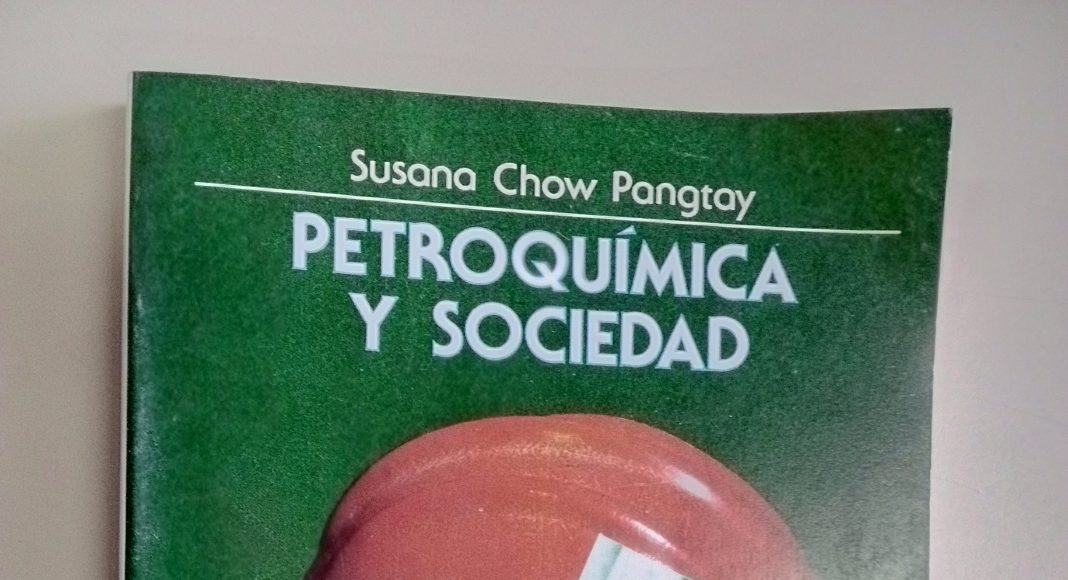 Susana Chow Pangtay
PETROQUÍMICA
Y SOCIEDAD